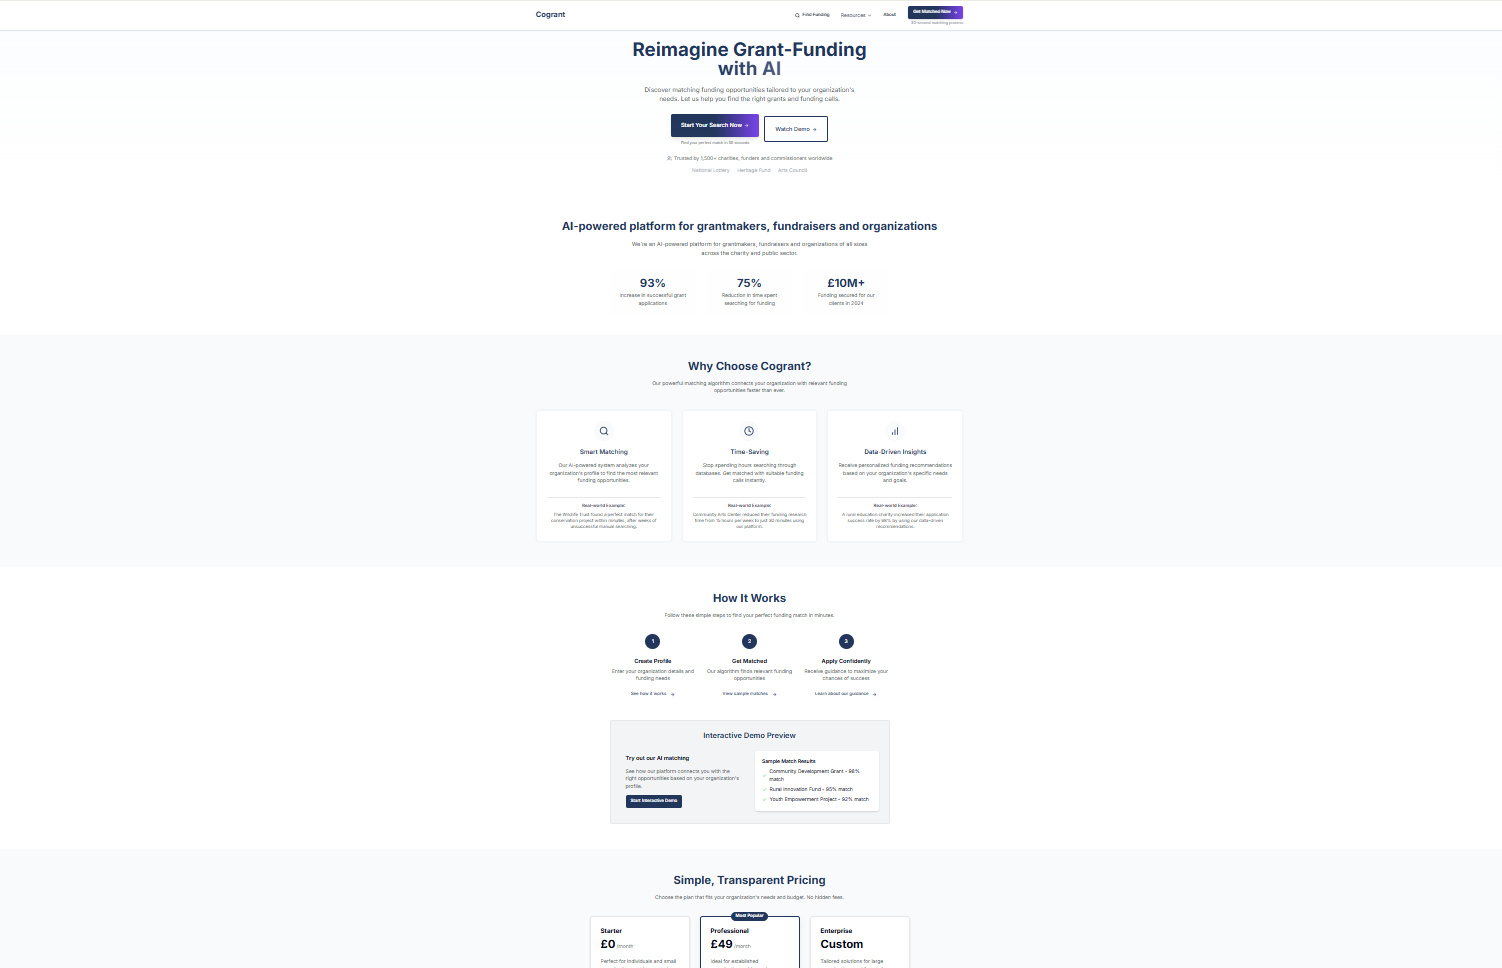 Cogrant
Find Funding
Resources
About
Get Matched Now →
Reimagine Grant-Funding
with AI
Discover matching funding opportunities tailored to your organization's
needs. Let us help you find the right grants and funding calls.
Start Your Search Now →
Watch Demo →
Find your perfect match in
Trusted by 1,500+ charities, funders and commissioners worldwide
National Lottery
Heritage Fund
Arts Council
AI-powered platform for grantmakers, fundraisers and organizations
We're an AI-powered platform for grantmakers, fundraisers and organizations of all sizes
across the charity and public sector.
93%
Increase in successful grant
applications
75%
Reduction in time spent
searching for funding
£10M+
Funding secured for our
clients in 2024
Why Choose Cogrant?
Our powerful matching algorithm connects your organization with relevant funding
opportunities faster than ever.
Smart Matching
Our AI-powered system analyzes your
organization's profile to find the most relevant
funding opportunities.
Real-world Example:
The Wildlife Trust found a perfect match for their
conservation project within minutes, after weeks of
unsuccessful manual searching.
Time-Saving
Stop spending hours searching through
databases. Get matched with suitable funding
calls instantly.
Real-world Example:
Community Arts Center reduced their funding research
time from 15 hours per week to just 30 minutes using
our platform.
Data-Driven Insights
Receive personalized funding recommendations
based on your organization's specific needs
and goals.
Real-world Example:
A rural education charity increased their application
success rate by using our data-driven
recommendations.
How It Works
Follow these simple steps to find your perfect funding match in minutes.
1
Create Profile
Enter your organization details and
funding needs
See how it works →
2
Get Matched
Our algorithm finds relevant funding
opportunities
View sample matches →
3
Apply Confidently
Receive guidance to maximize your
chances of success
Learn about our guidance →
Interactive Demo Preview
Try out our AI matching
See how our platform connects you with the
right opportunities based on your organization's
profile.
Start Interactive Demo
Sample Match Results
Community Development Grant - 98%
match
Rural Innovation Fund - 95% match
Youth Empowerment Project - 92% match
Simple, Transparent Pricing
Choose the plan that fits your organization's needs and budget. No hidden fees.
Starter
£0 /month
Perfect for individuals and small
Most Popular
Professional
£49 /month
Ideal for established
Enterprise
Custom
Tailored solutions for large